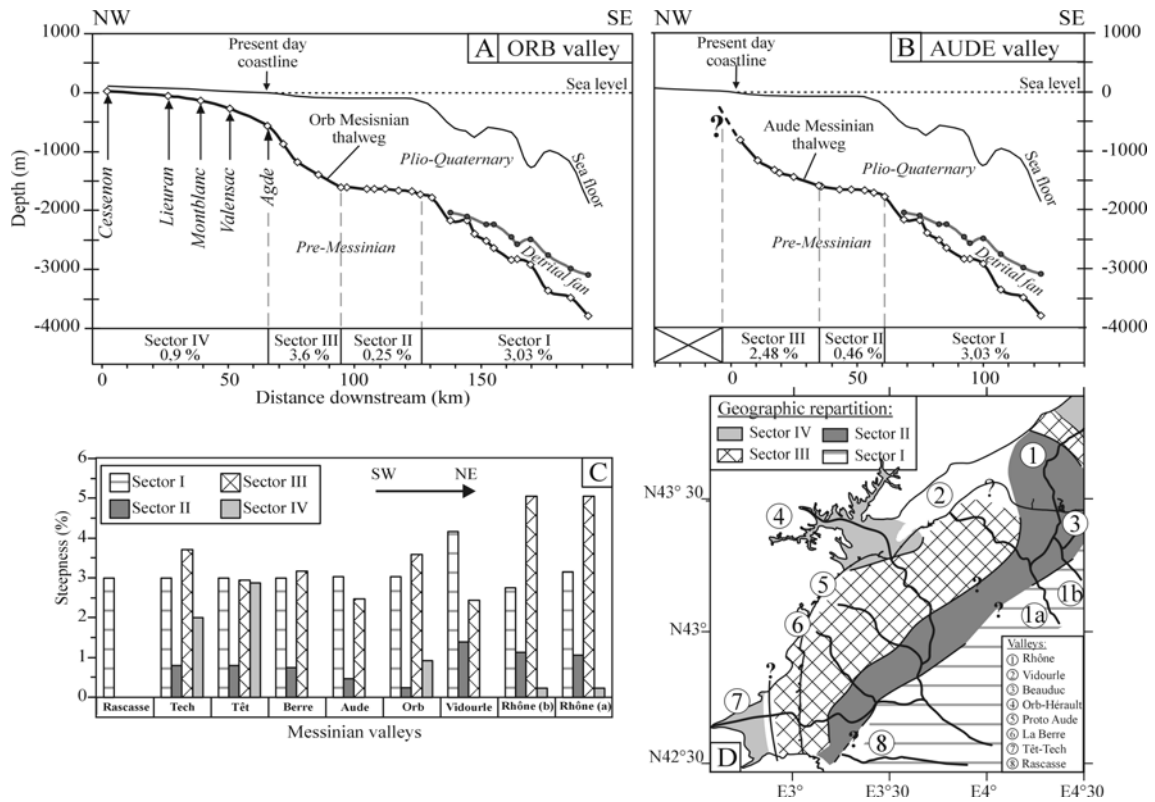 NW
SE
1000
0
-1000
-2000
-3000
-4000
Depth (m)
Present day
coastline
A
ORB valley
Sea level
Orb Mesisnian
thalweg
Plio-Quaternary
Sea floor
Pre-Messinian
Detrital fan
Cessenon
Lieuran
Montblanc
Valensac
Agde
Sector IV
0,9 %
Sector III
3,6 %
Sector II
0,25 %
Sector I
3,03 %
0
50
100
150
Distance downstream (km)
Present day
coastline
B
AUDE valley
Sea level
?
Aude Messinian
thalweg
Plio-Quaternary
Sea floor
Pre-Messinian
Detrital fan
1000
0
-1000
-2000
-3000
-4000
Sector III
2,48 %
Sector II
0,46 %
Sector I
3,03 %
0
50
100
C
Steepness (%)
6
5
4
3
2
1
0
Sector I
Sector III
Sector II
Sector IV
SW
NE
Rascasse
Tech
Têt
Berre
Aude
Orb
Vidourle
Rhône (b)
Rhône (a)
Messinian valleys
Geographic repartition:
Sector IV
Sector II
Sector III
Sector I
N43° 30
N43°
N42°30
1
2
?
3
4
5
?
1b
?
1a
6
?
7
?
8
D
Valleys:
1 Rhône
2 Vidourle
3 Beauduc
4 Orb-Hérault
5 Proto Aude
6 La Berre
7 Têt-Tech
8 Rascasse
E3°
E3°30
E4°
E4°30